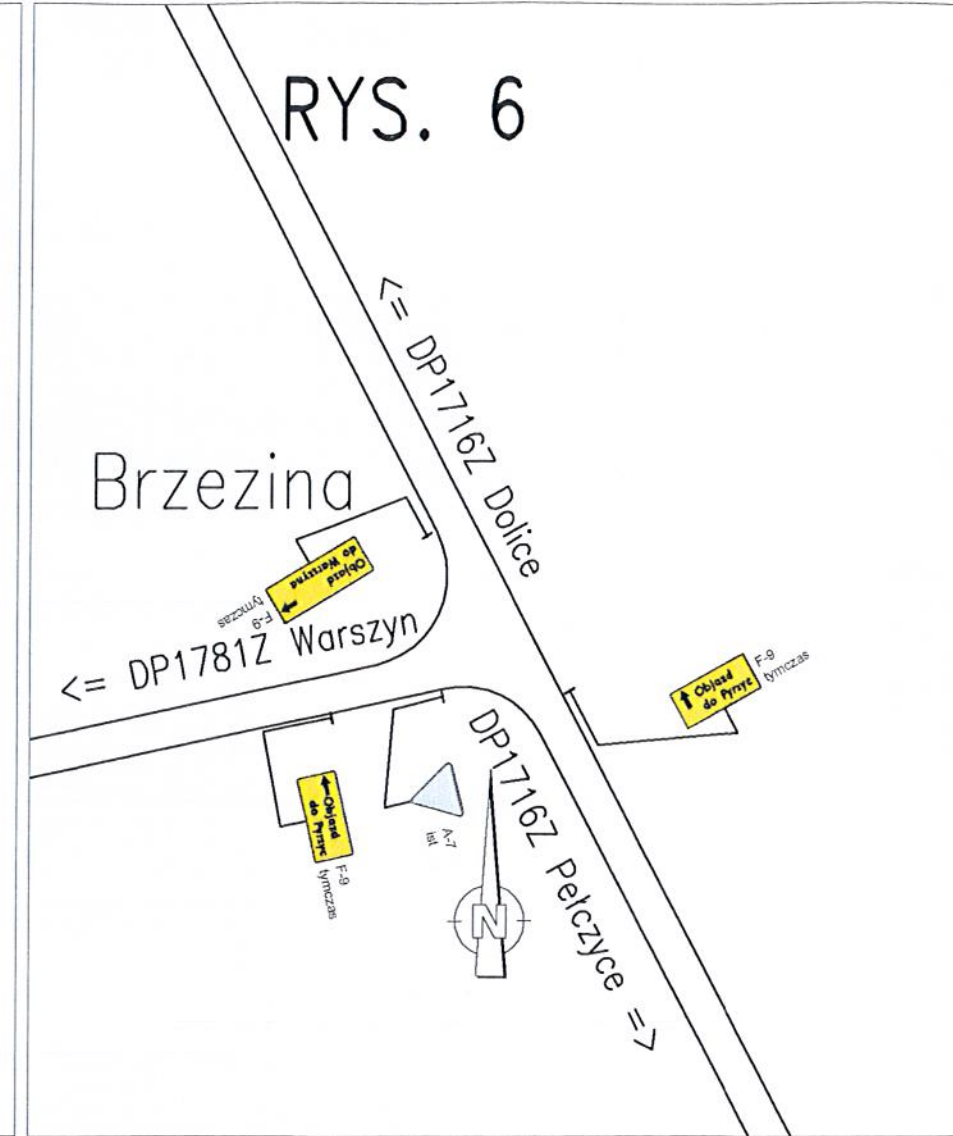 RYS. 6
<= DP1716Z Dolice
Brzezina
Objazd
do Warszyna
F-9
tymczas
<= DP1781Z Warszyn
Objazd
do Pyrzyc
F-9
tymczas
DP1716Z Pełczyce =>
A-7
ist
Objazd
do Pyrzyc
F-9
tymczas
N